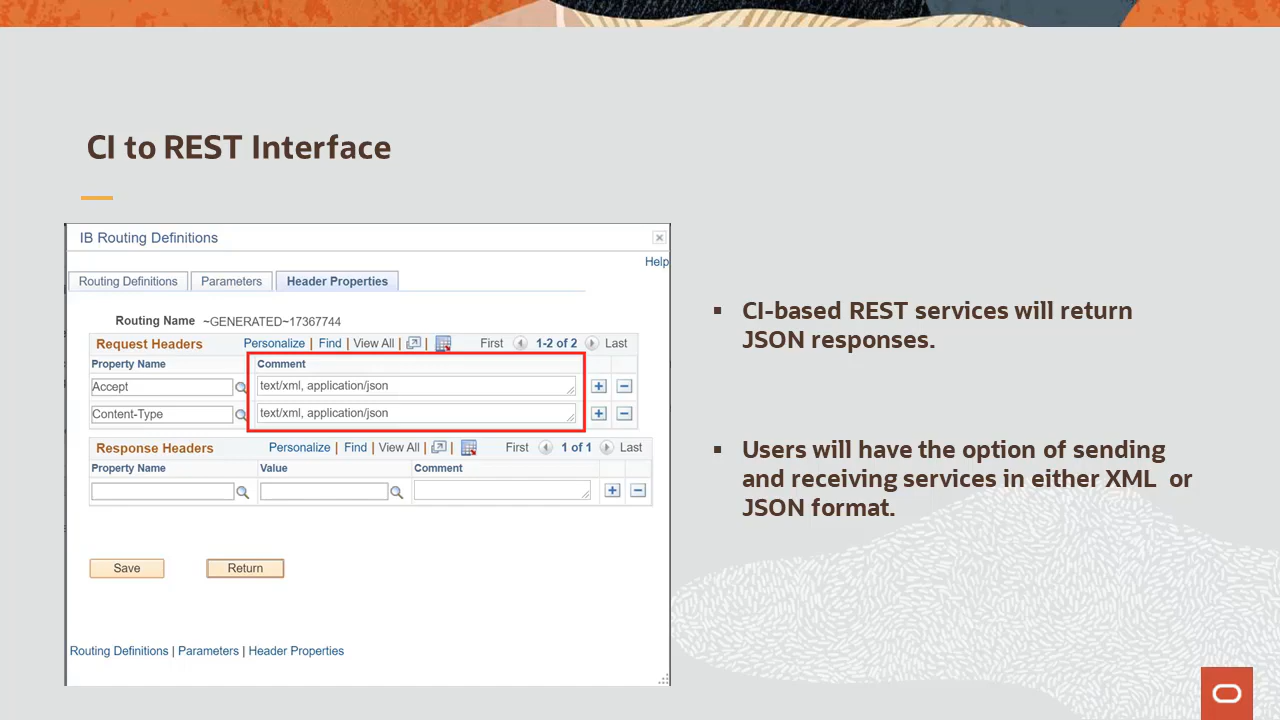 CI to REST Interface
IB Routing Definitions
Help
Routing Definitions Parameters Header Properties
Routing Name ~GENERATED~17367744
Request Headers Personalize | Find | View All | | First 1-2 of 2 Last
Property Name Comment
Accept text/xml, application/json
Content-Type text/xml, application/json
Response Headers Personalize | Find | View All | | First 1 of 1 Last
Property Name Value Comment
Save Return
Routing Definitions | Parameters | Header Properties
▪ CI-based REST services will return
JSON responses.
▪ Users will have the option of sending
and receiving services in either XML or
JSON format.